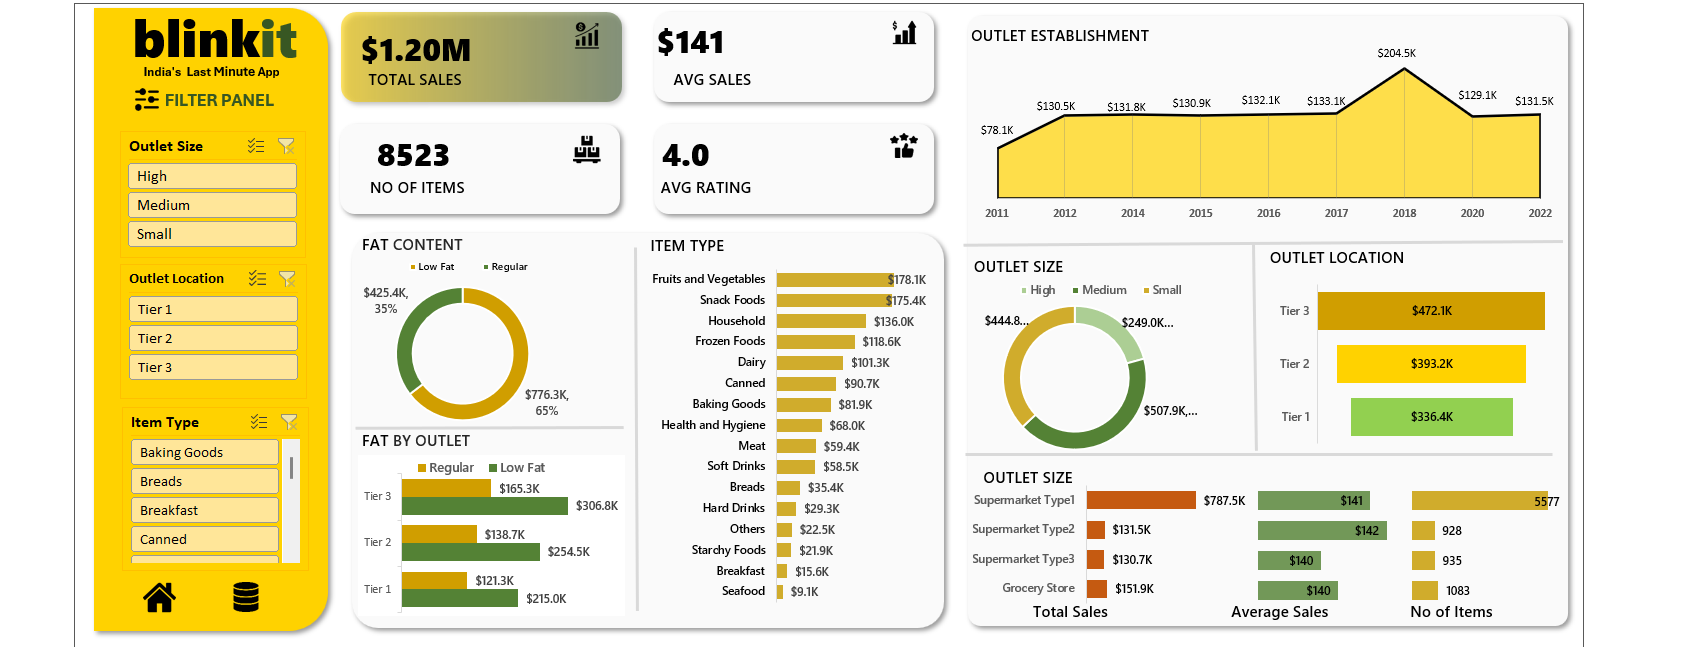 blinkit
India's Last Minute App
FILTER PANEL
Outlet Size
High
Medium
Small
Outlet Location
Tier 1
Tier 2
Tier 3
Item Type
Baking Goods
Breads
Breakfast
Canned
$1.20M
TOTAL SALES
$141
AVG SALES
8523
NO OF ITEMS
4.0
AVG RATING
FAT CONTENT
Low Fat Regular
$425.4K,
35%
$776.3K,
65%
FAT BY OUTLET
Regular Low Fat
Tier 3 $165.3K
$306.8K
Tier 2 $138.7K
$254.5K
Tier 1 $121.3K
$215.0K
ITEM TYPE
Fruits and Vegetables $178.1K
Snack Foods $175.4K
Household $136.0K
Frozen Foods $118.6K
Dairy $101.3K
Canned $90.7K
Baking Goods $81.9K
Health and Hygiene $68.0K
Meat $59.4K
Soft Drinks $58.5K
Breads $35.4K
Hard Drinks $29.3K
Others $22.5K
Starchy Foods $21.9K
Breakfast $15.6K
Seafood $9.1K
OUTLET ESTABLISHMENT
$78.1K $130.5K $131.8K $130.9K $132.1K $133.1K $204.5K $129.1K $131.5K
2011 2012 2014 2015 2016 2017 2018 2020 2022
OUTLET SIZE
High Medium Small
$444.8... $249.0K...
$507.9K,...
OUTLET LOCATION
Tier 3 $472.1K
Tier 2 $393.2K
Tier 1 $336.4K
OUTLET SIZE
Supermarket Type1 $787.5K $141 5577
Supermarket Type2 $131.5K $142 928
Supermarket Type3 $130.7K $140 935
Grocery Store $151.9K $140 1083
Total Sales Average Sales No of Items